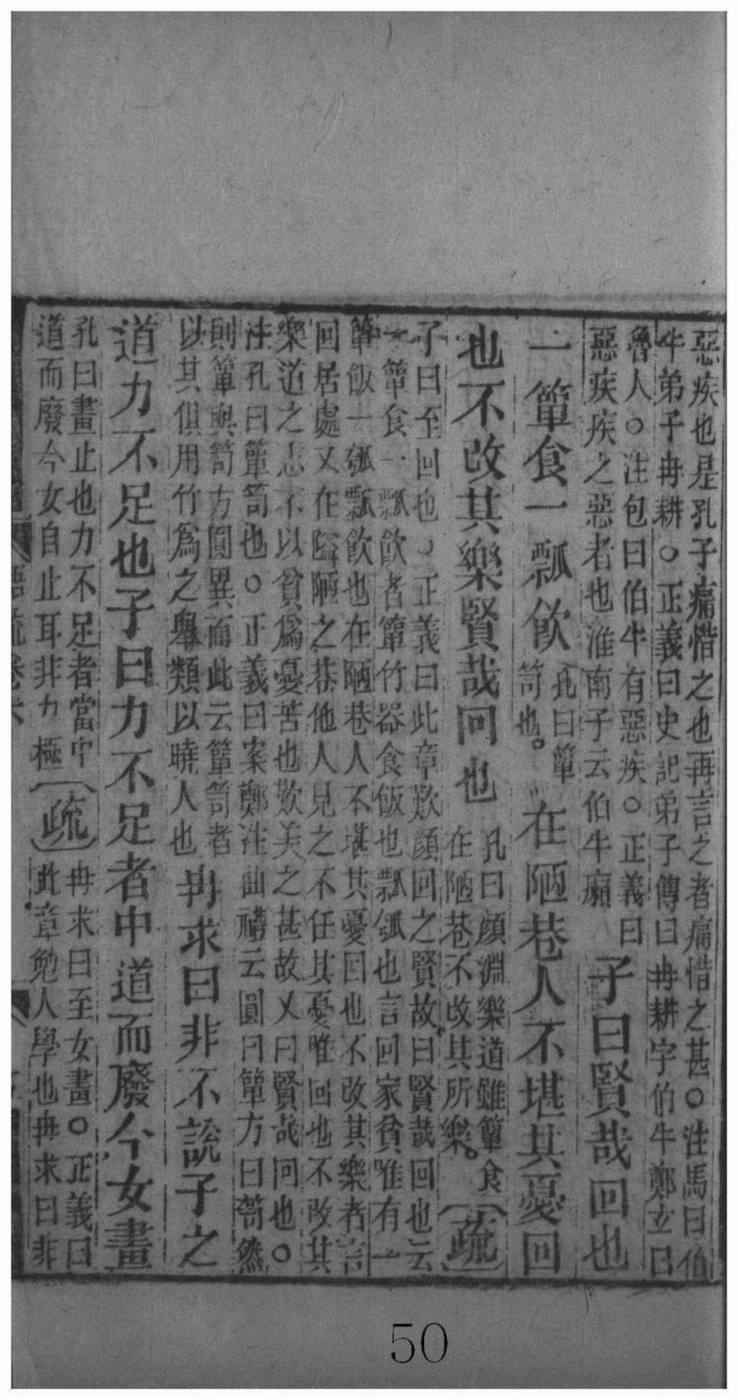 惡疾也是孔子痛惜之也再言之者痛惜之甚○注馬曰伯
牛弟子冉耕○正義曰史記弟子傳曰冉耕字伯牛鄭玄曰
魯人○注包曰伯牛有惡疾○正義曰
惡疾疾之惡者也淮南子云伯牛癩
子曰賢哉回也
一簞食一瓢飲
孔曰簞
笥也。
在陋巷人不堪其憂回
也不改其樂賢哉回也
孔曰顏淵樂道雖簞食
在陋巷不改其所樂。
疏
子曰至回也○正義曰此章歎顏回之賢故曰賢哉回也云
一簞食一瓢飲者簞竹器食飯也瓢瓠也言回家貧唯有一
簞飯一瓠瓢飲也在陋巷人不堪其憂回也不改其樂者言
回居處又在隘陋之巷他人見之不任其憂唯回也不改其
樂道之志不以貧爲憂苦也歎美之甚故又曰賢哉回也○
注孔曰簞笥也○正義曰案鄭注曲禮云圓曰簞方曰笥然
則簞與笥方圓異而此云簞笥者
以其俱用竹爲之舉類以曉人也
冉求曰非不說子之
道力不足也子曰力不足者中道而廢今女畫
孔曰畫止也力不足者當中
道而廢今女自止耳非力極
疏
冉求曰至女畫○正義曰
此章勉人學也冉求曰非
語疏卷六
50